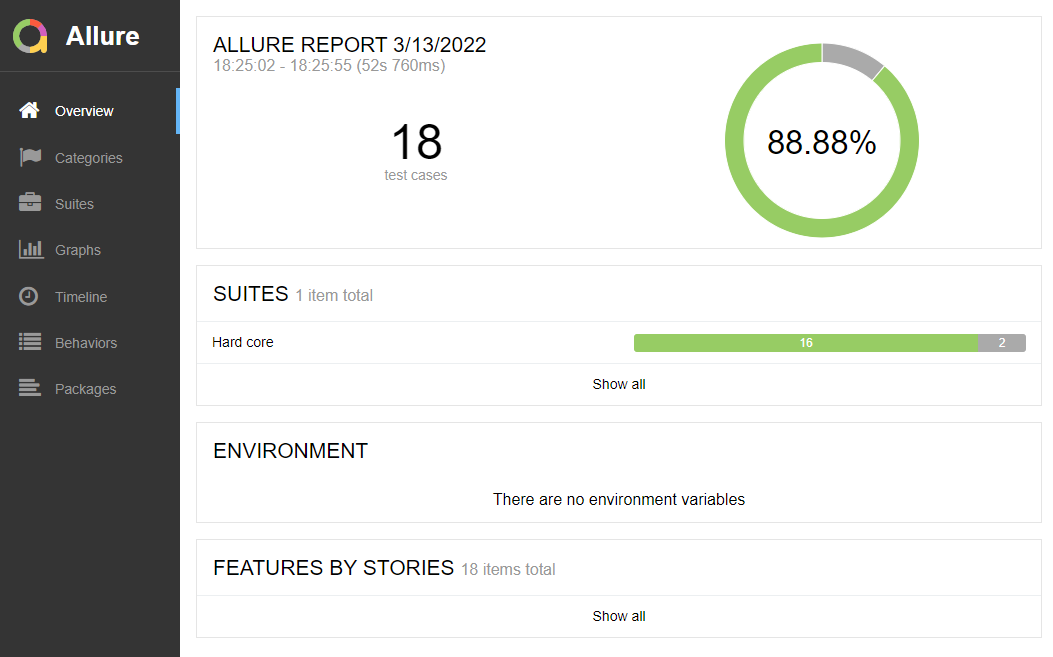 Allure
Overview
Categories
Suites
Graphs
Timeline
Behaviors
Packages
ALLURE REPORT 3/13/2022
18:25:02 - 18:25:55 (52s 760ms)
18
test cases
88.88%
SUITES 1 item total
Hard core 16 2
Show all
ENVIRONMENT
There are no environment variables
FEATURES BY STORIES 18 items total
Show all